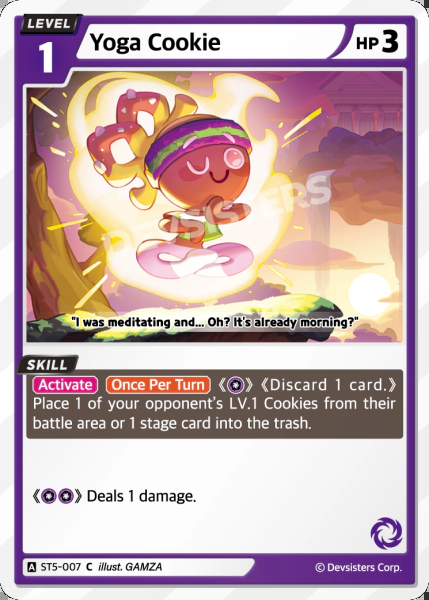 LEVEL
1
Yoga Cookie
HP 3
DEVSISTERS
"I was meditating and... Oh? It's already morning?"
SKILL
Activate Once Per Turn 《》《Discard 1 card.》
Place 1 of your opponent's LV.1 Cookies from their
battle area or 1 stage card into the trash.
《》 Deals 1 damage.
A ST5-007 C illust. GAMZA
© Devsisters Corp.